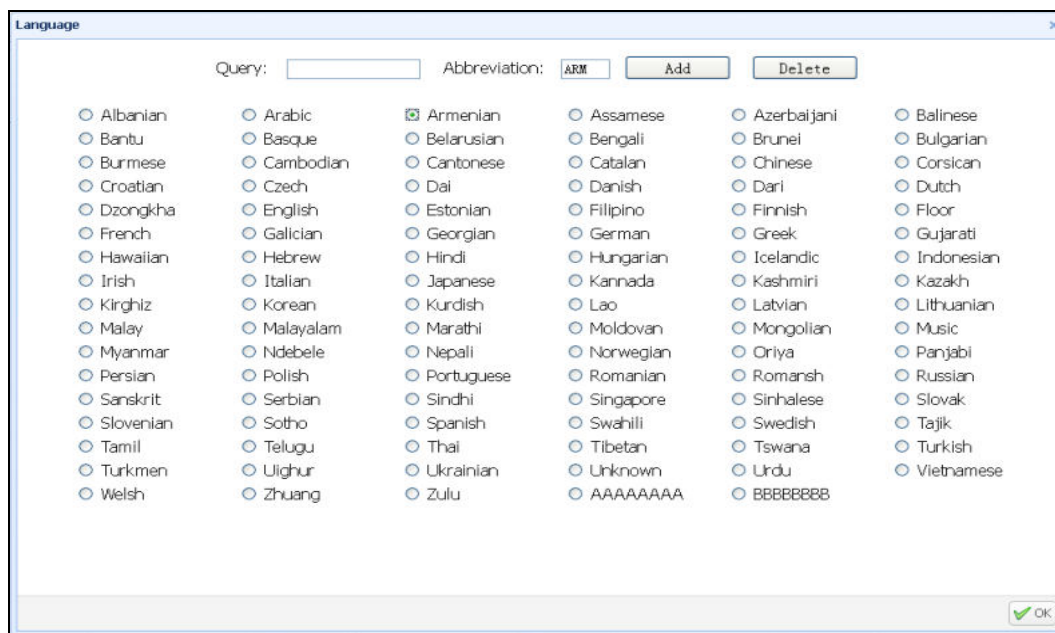 Language
Query: Abbreviation: ARM Add Delete
Albanian Arabic Armenian Assamese Azerbaijani Balinese
Bantu Basque Belarusian Bengali Brunei Bulgarian
Burmese Cambodian Cantonese Catalan Chinese Corsican
Croatian Czech Dai Danish Dari Dutch
Dzongkha English Estonian Filipino Finnish Floor
French Galician Georgian German Greek Gujarati
Hawaiian Hebrew Hindi Hungarian Icelandic Indonesian
Irish Italian Japanese Kannada Kashmiri Kazakh
Kirghiz Korean Kurdish Lao Latvian Lithuanian
Malay Malayalam Marathi Moldovan Mongolian Music
Myanmar Ndebele Nepali Norwegian Oriya Panjabi
Persian Polish Portuguese Romanian Romansh Russian
Sanskrit Serbian Sindhi Singapore Sinhalese Slovak
Slovenian Sotho Spanish Swahili Swedish Tajik
Tamil Telugu Thai Tibetan Tswana Turkish
Turkmen Uighur Ukrainian Unknown Urdu Vietnamese
Welsh Zhuang Zulu AAAAAAAA BBBBBBBB
OK